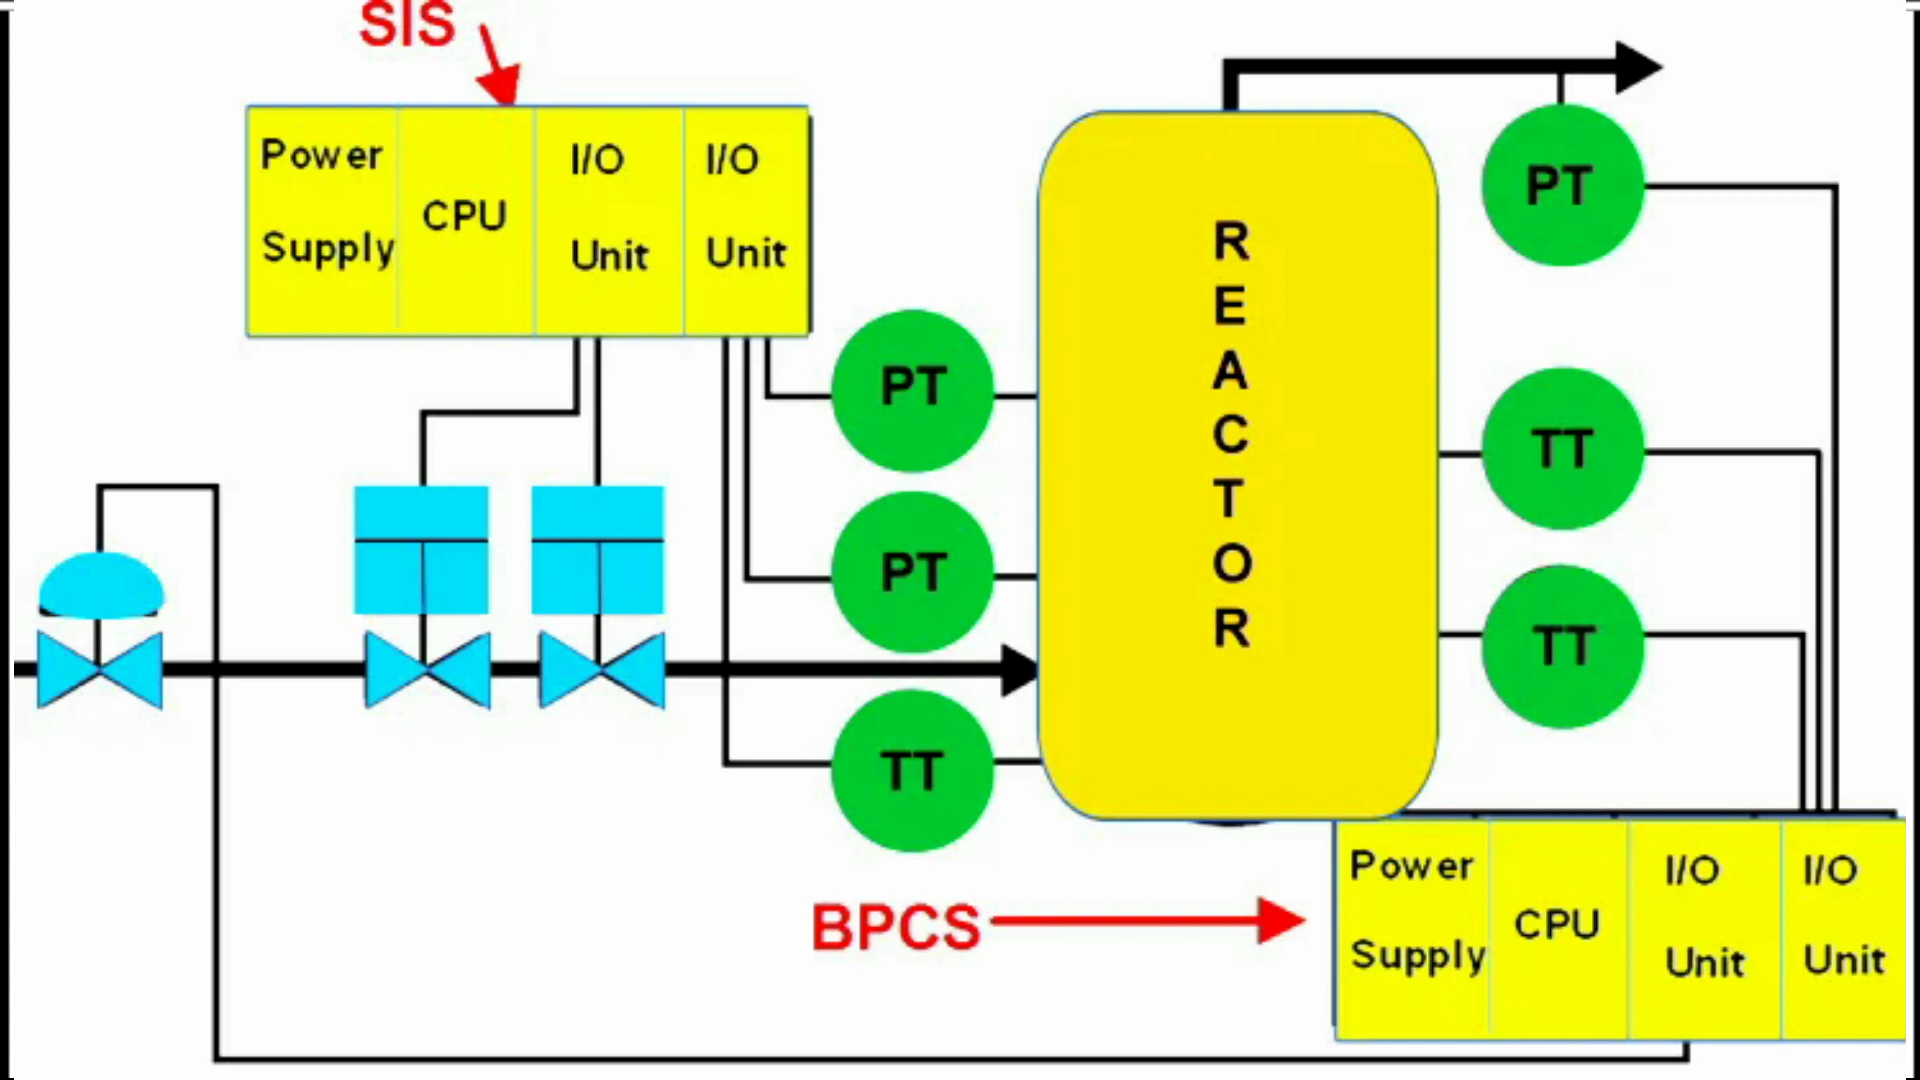 SIS
Power
Supply
CPU
I/O
Unit
I/O
Unit
PT
PT
TT
R
E
A
C
T
O
R
PT
TT
TT
BPCS
Power
Supply
CPU
I/O
Unit
I/O
Unit